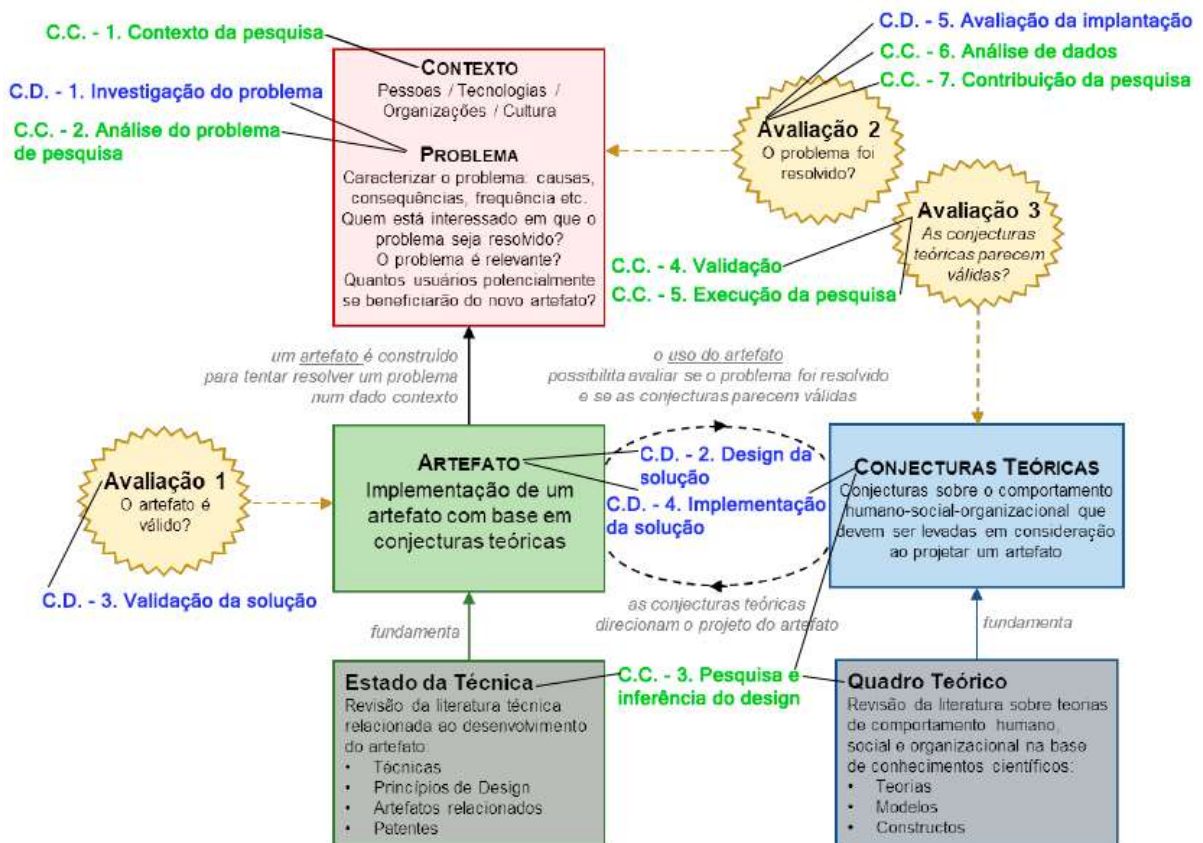 C.C. - 1. Contexto da pesquisa
CONTEXTO
Pessoas / Tecnologias /
Organizações / Cultura
C.D. - 1. Investigação do problema
C.C. - 2. Análise do problema
de pesquisa
PROBLEMA
Caracterizar o problema: causas,
consequências, frequência etc.
Quem está interessado em que o
problema seja resolvido?
O problema é relevante?
Quantos usuários potencialmente
se beneficiarão do novo artefato?
C.D. - 5. Avaliação da implantação
C.C. - 6. Análise de dados
C.C. - 7. Contribuição da pesquisa
Avaliação 2
O problema foi
resolvido?
Avaliação 3
As conjecturas
teóricas parecem
válidas?
C.C. - 4. Validação
C.C. - 5. Execução da pesquisa
um artefato é construído
para tentar resolver um problema
num dado contexto
o uso do artefato
possibilita avaliar se o problema foi resolvido
e se as conjecturas parecem válidas
Avaliação 1
O artefato é
válido?
C.D. - 3. Validação da solução
ARTEFATO
Implementação de um
artefato com base em
conjecturas teóricas
C.D. - 2. Design da
solução
C.D. - 4. Implementação
da solução
CONJECTURAS TEÓRICAS
Conjecturas sobre o comportamento
humano-social-organizacional que
devem ser levadas em consideração
ao projetar um artefato
as conjecturas teóricas
direcionam o projeto do artefato
fundamenta
fundamenta
Estado da Técnica
Revisão da literatura técnica
relacionada ao desenvolvimento
do artefato:
• Técnicas
• Princípios de Design
• Artefatos relacionados
• Patentes
C.C. - 3. Pesquisa e
inferência do design
Quadro Teórico
Revisão da literatura sobre teorias
de comportamento humano,
social e organizacional na base
de conhecimentos científicos:
• Teorias
• Modelos
• Constructos